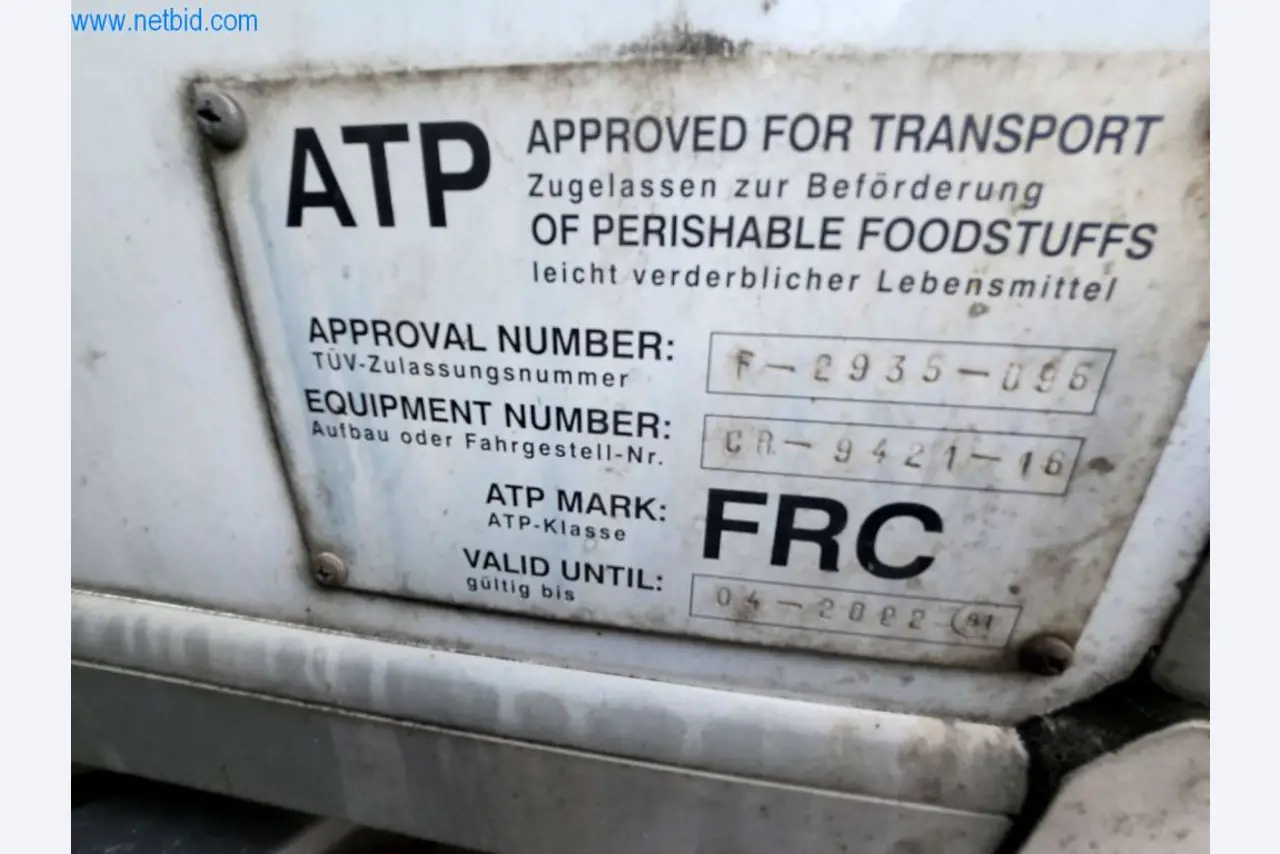 www.netbid.com
ATP
APPROVED FOR TRANSPORT
Zugelassen zur Beförderung
OF PERISHABLE FOODSTUFFS
leicht verderblicher Lebensmittel
APPROVAL NUMBER: F-2935-096
TÜV-Zulassungsnummer
EQUIPMENT NUMBER: CR-9421-16
Aufbau oder Fahrgestell-Nr.
ATP MARK: FRC
ATP-Klasse
VALID UNTIL: 04-2022
gültig bis